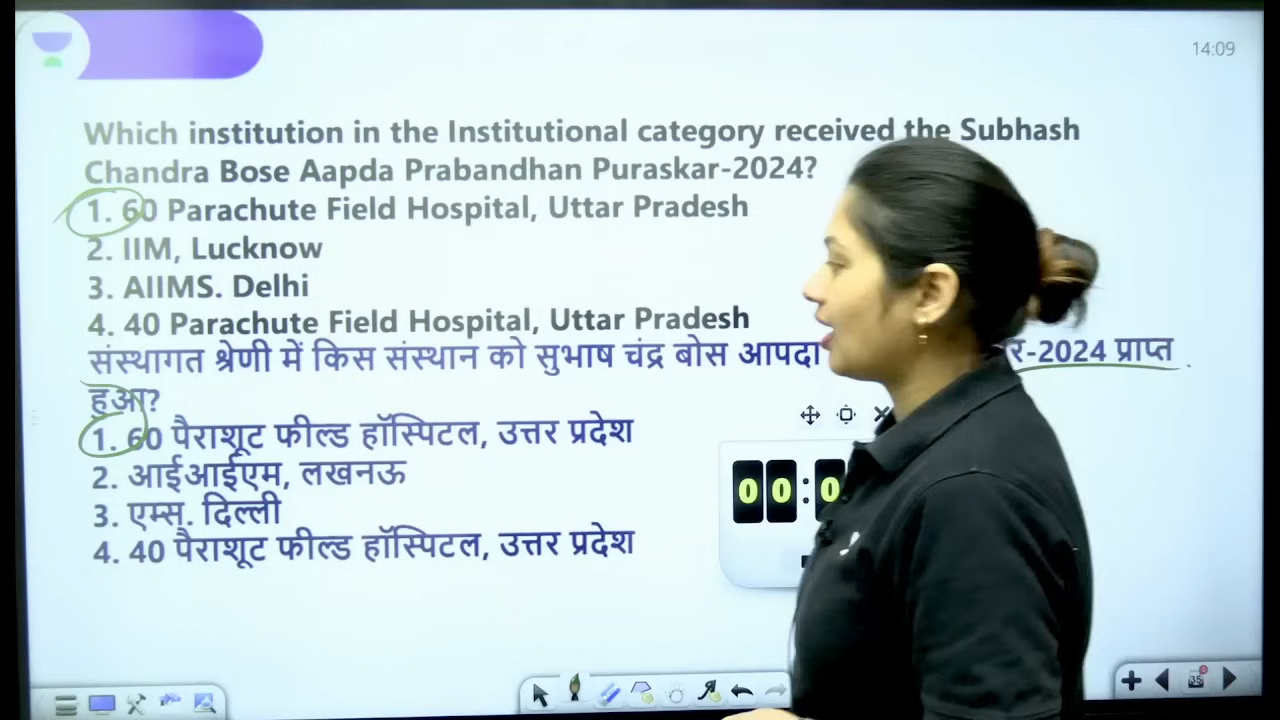 14:09
Which institution in the Institutional category received the Subhash
Chandra Bose Aapda Prabandhan Puraskar-2024?
1. 60 Parachute Field Hospital, Uttar Pradesh
2. IIM, Lucknow
3. AIIMS. Delhi
4. 40 Parachute Field Hospital, Uttar Pradesh
संस्थागत श्रेणी में किस संस्थान को सुभाष चंद्र बोस आपदा र-2024 प्राप्त
हुआ?
1. 60 पैराशूट फील्ड हॉस्पिटल, उत्तर प्रदेश
2. आईआईएम, लखनऊ
3. एम्स. दिल्ली
4. 40 पैराशूट फील्ड हॉस्पिटल, उत्तर प्रदेश
00:0
35